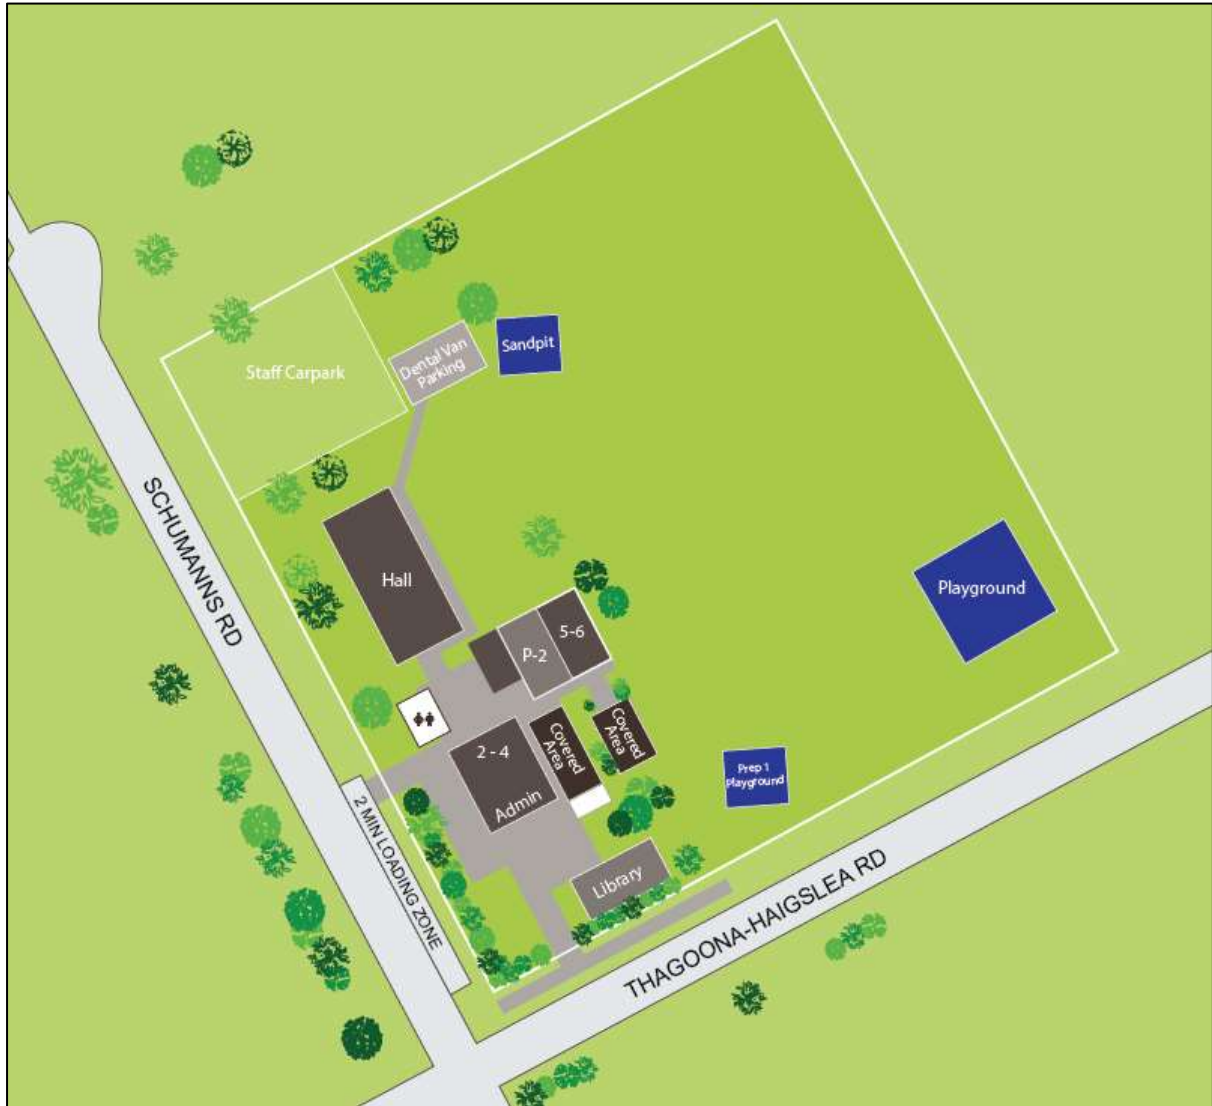 Staff Carpark
Dental Van
Parking
Sandpit
SCHUMANNS RD
Hall
5-6
P-2
Playground
2 - 4
Admin
Covered
Area
Covered
Area
Prep 1
Playground
2 MIN LOADING ZONE
Library
THAGOONA-HAIGSLEA RD